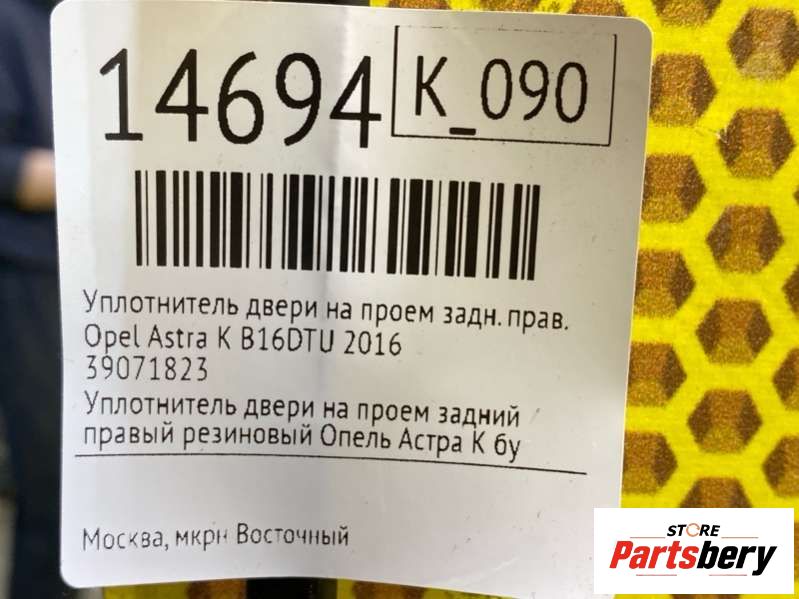 14694
K_090
Уплотнитель двери на проем задн. прав.
Opel Astra K B16DTU 2016
39071823
Уплотнитель двери на проем задний
правый резиновый Опель Астра К бу
Москва, мкрн Восточный
STORE
Partsbery